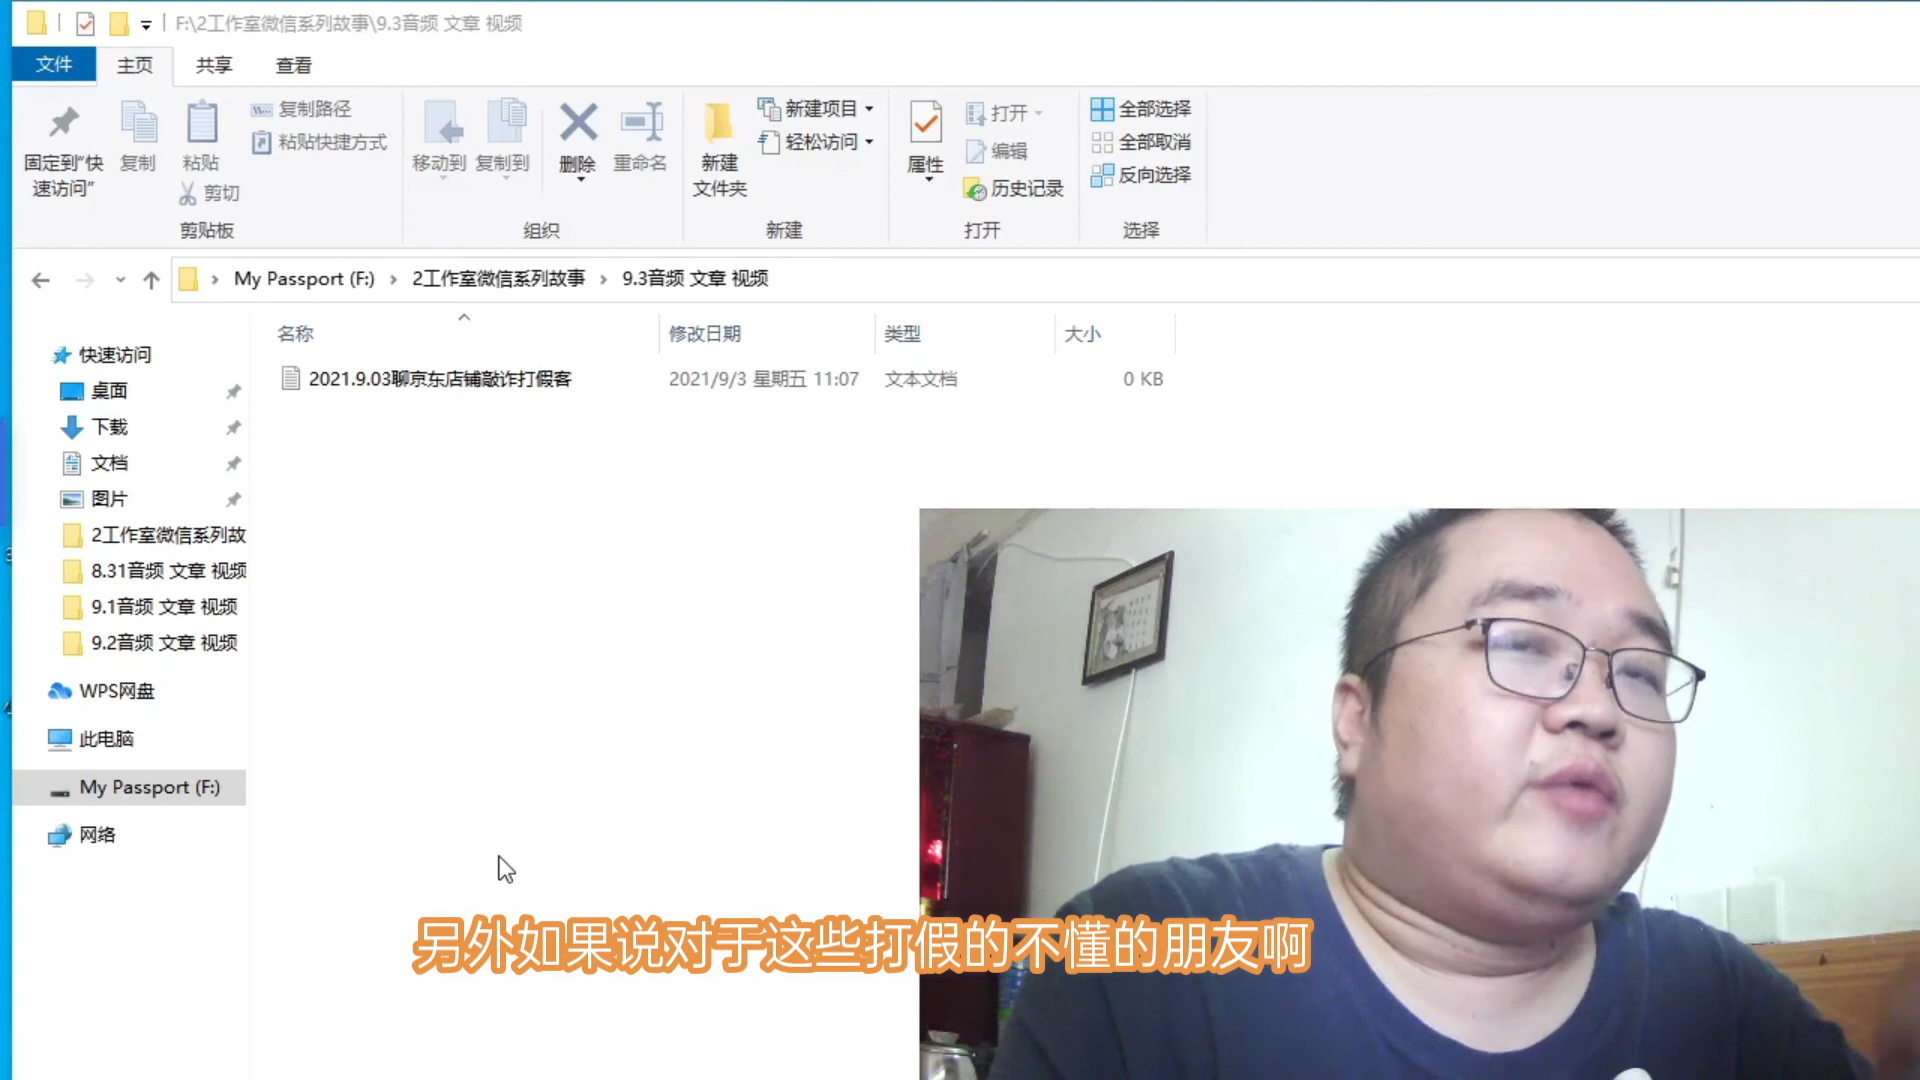 F:\2工作室微信系列故事\9.3音频 文章 视频
文件 主页 共享 查看
固定到“快速访问”
复制
粘贴
复制路径
粘贴快捷方式
剪切
剪贴板
移动到
复制到
删除
重命名
组织
新建文件夹
新建项目
轻松访问
新建
属性
打开
编辑
历史记录
打开
全部选择
全部取消
反向选择
选择
My Passport (F:) › 2工作室微信系列故事 › 9.3音频 文章 视频
名称 修改日期 类型 大小
2021.9.03聊京东店铺敲诈打假客 2021/9/3 星期五 11:07 文本文档 0 KB
快速访问
桌面
下载
文档
图片
2工作室微信系列故
8.31音频 文章 视频
9.1音频 文章 视频
9.2音频 文章 视频
WPS网盘
此电脑
My Passport (F:)
网络
另外如果说对于这些打假的不懂的朋友啊